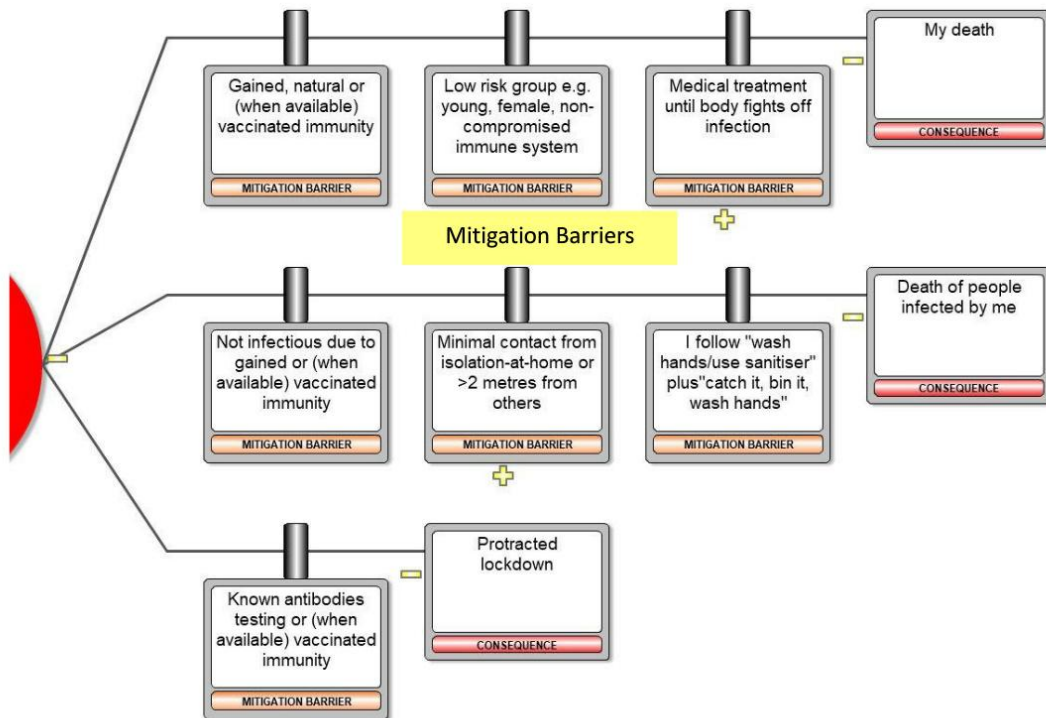 Gained, natural or
(when available)
vaccinated immunity
MITIGATION BARRIER
Low risk group e.g.
young, female, non-
compromised
immune system
MITIGATION BARRIER
Medical treatment
until body fights off
infection
MITIGATION BARRIER
My death
CONSEQUENCE
Mitigation Barriers
Not infectious due to
gained or (when
available) vaccinated
immunity
MITIGATION BARRIER
Minimal contact from
isolation-at-home or
>2 metres from
others
MITIGATION BARRIER
I follow "wash
hands/use sanitiser"
plus"catch it, bin it,
wash hands"
MITIGATION BARRIER
Death of people
infected by me
CONSEQUENCE
Known antibodies
testing or (when
available) vaccinated
immunity
MITIGATION BARRIER
Protracted
lockdown
CONSEQUENCE